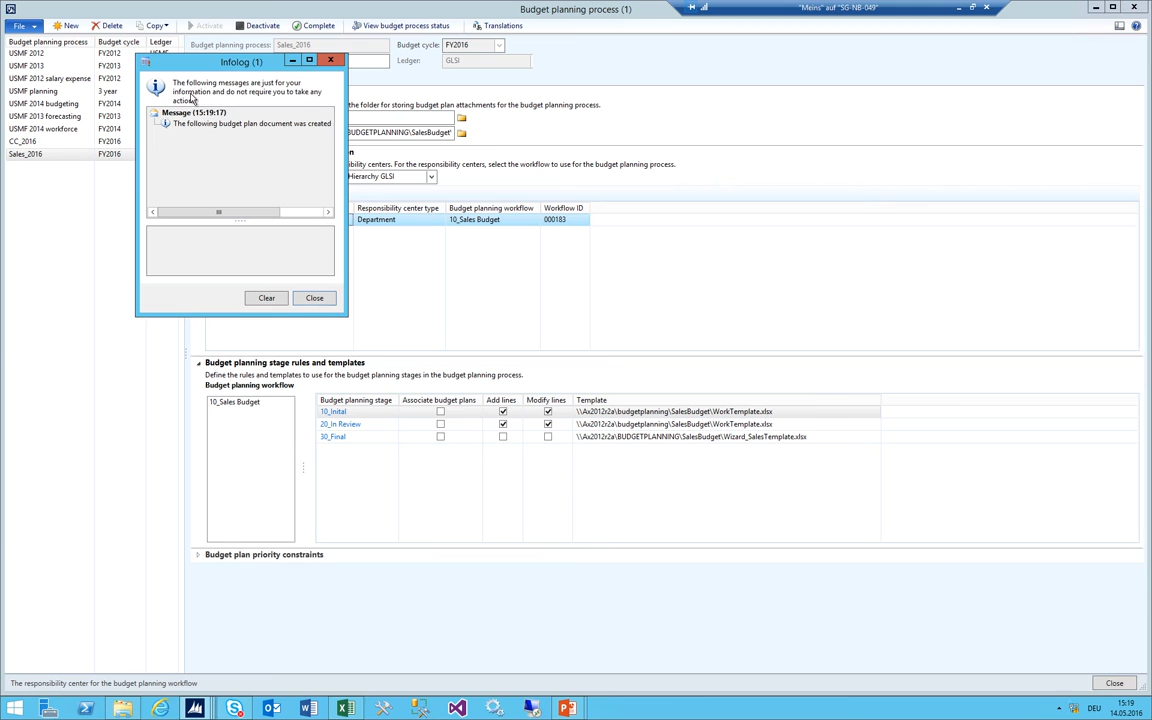 Budget planning process (1)
"Meins" auf "SG-NB-049"
File
New
Delete
Copy
Activate
Deactivate
Complete
View budget process status
Translations
Budget planning process Budget cycle Ledger
USMF 2012 FY2012 USMF
USMF 2013 FY2013
USMF 2012 salary expense FY2012
USMF planning 3 year
USMF 2014 budgeting FY2014
USMF 2016 forecasting FY2016
USMF 2014 workforce FY2014
CC_2016 FY2016
Sales_2016 FY2016
Budget planning process: Sales_2016 Budget cycle: FY2016
Ledger: GLSI
Infolog (1)
The following messages are just for your
information and do not require you to take any
action.
Message (15:19:17)
The following budget plan document was created
Clear
Close
the folder for storing budget plan attachments for the budget planning process.
BUDGETPLANNING\SalesBudget'
on
ibility centers. For the responsibility centers, select the workflow to use for the budget planning process.
Hierarchy GLSI
Responsibility center type Budget planning workflow Workflow ID
Department 10_Sales Budget 000183
Budget planning stage rules and templates
Define the rules and templates to use for the budget planning stages in the budget planning process.
Budget planning workflow
10_Sales Budget
Budget planning stage Associate budget plans Add lines Modify lines Template
10_Inital \\Ax2012r2a\budgetplanning\SalesBudget\WorkTemplate.xlsx
20_In Review \\Ax2012r2a\budgetplanning\SalesBudget\WorkTemplate.xlsx
30_Final \\Ax2012r2a\BUDGETPLANNING\SalesBudget\Wizard_SalesTemplate.xlsx
Budget plan priority constraints
The responsibility center for the budget planning workflow
Close
DEU
15:19
14.05.2016